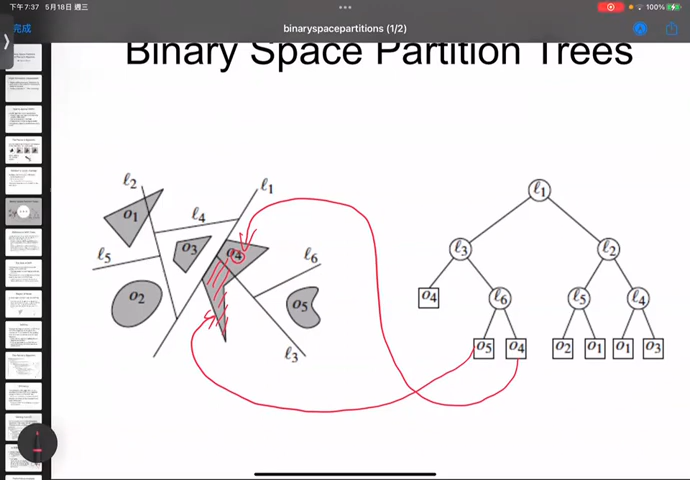 下午7:37 5月18日 週三
100%
完成
binaryspacepartitions (1/2)
Binary Space Partition Trees
ℓ2
ℓ1
o1
ℓ4
ℓ5
o3
o4
ℓ6
o2
o5
ℓ3
ℓ1
ℓ3 ℓ2
o4 ℓ6 ℓ5 ℓ4
o5 o4 o2 o1 o1 o3